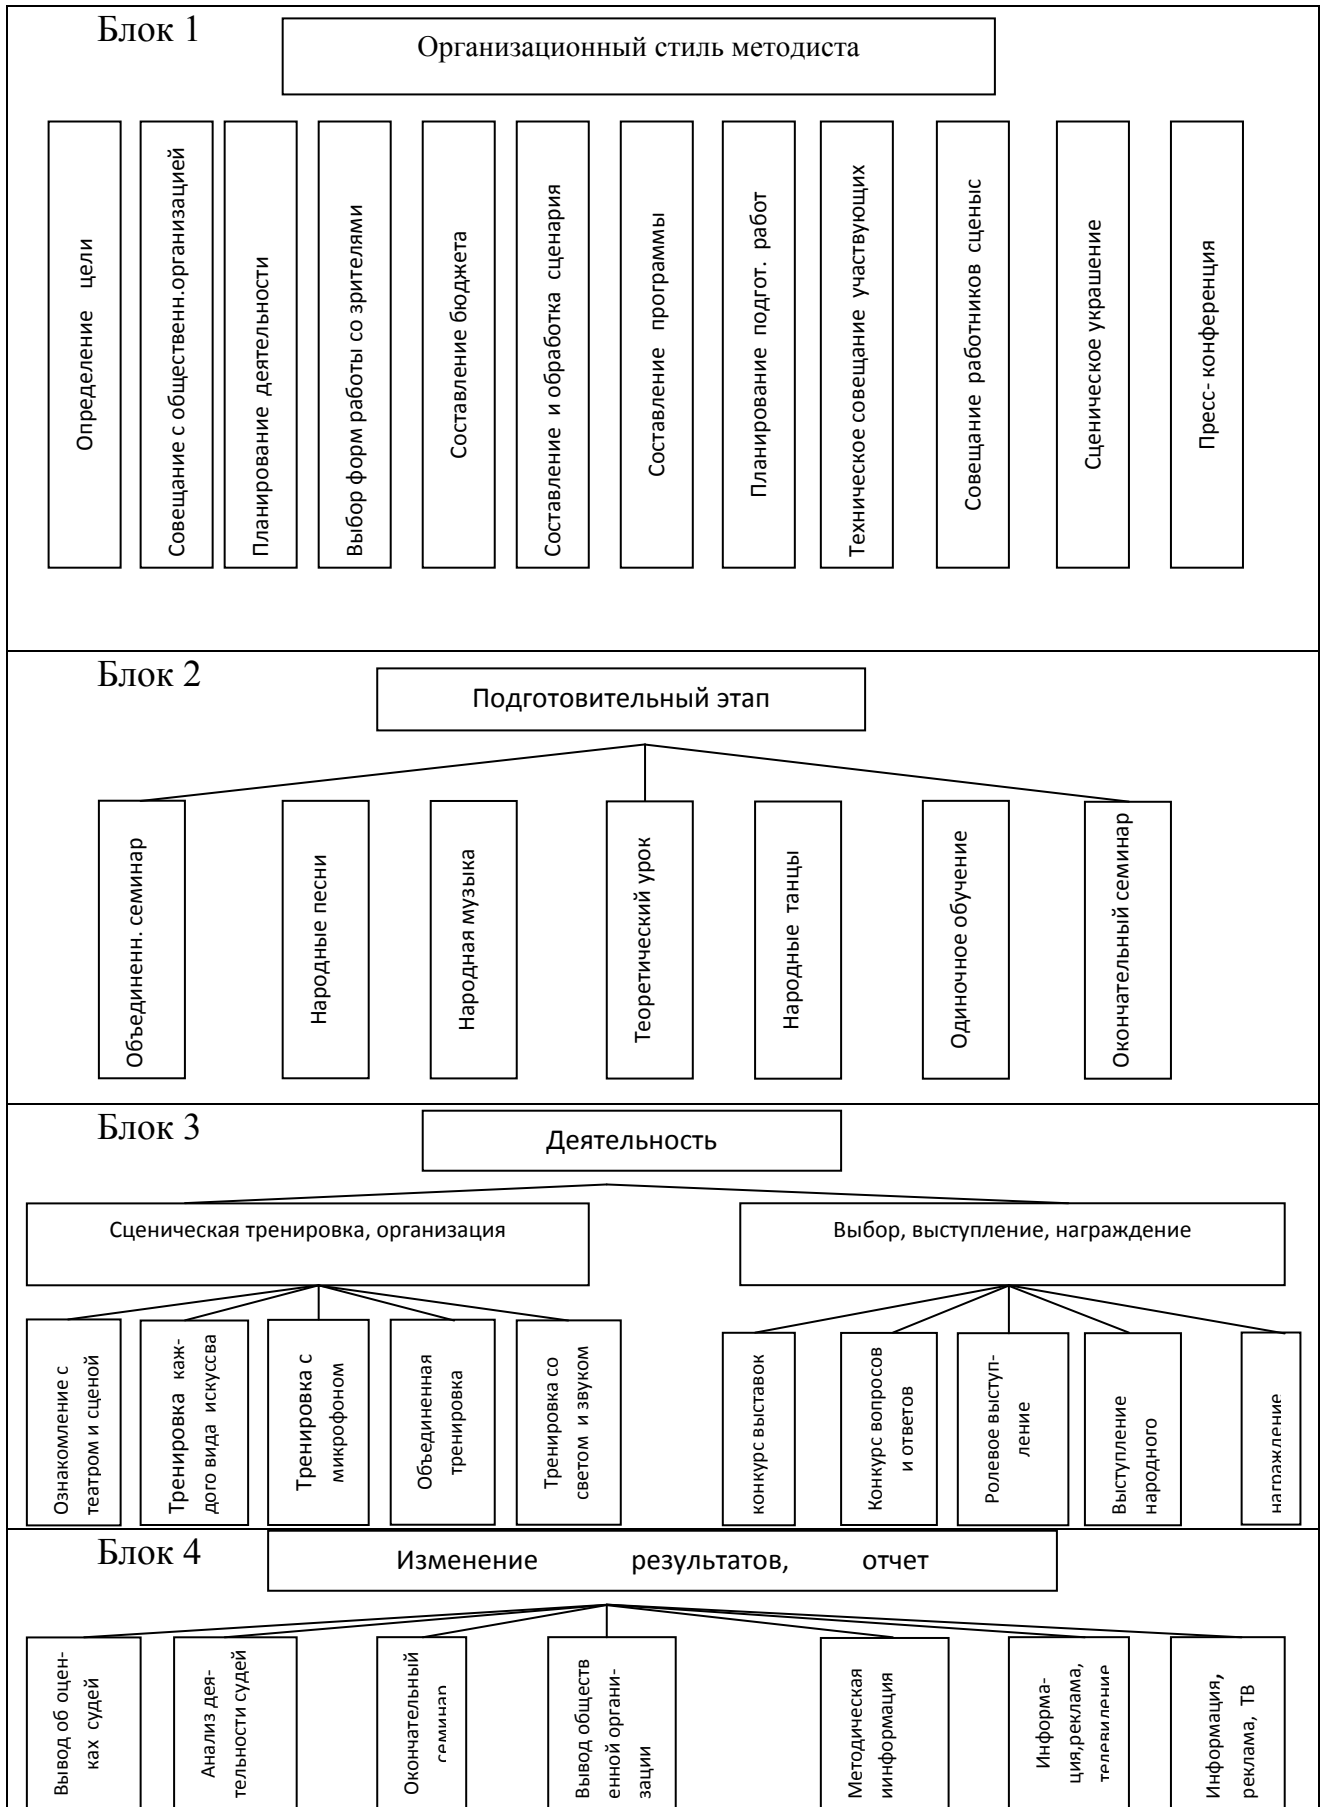 Блок 1
Организационный стиль методиста
Определение цели
Совещание с общественн.организацией
Планирование деятельности
Выбор форм работы со зрителями
Составление бюджета
Составление и обработка сценария
Составление программы
Планирование подгот. работ
Техническое совещание участвующих
Совещание работников сценыс
Сценическое украшение
Пресс- конференция
Блок 2
Подготовительный этап
Объединенн. семинар
Народные песни
Народная музыка
Теоретический урок
Народные танцы
Одиночное обучение
Окончательный семинар
Блок 3
Деятельность
Сценическая тренировка, организация
Выбор, выступление, награждение
Ознакомление с
театром и сценой
Тренировка каж-
дого вида искуссва
Тренировка с
микрофоном
Объединенная
тренировка
Тренировка со
светом и звуком
конкурс выставок
Конкурс вопросов
и ответов
Ролевое выступ-
ление
Выступление
народного
награждение
Блок 4
Изменение результатов, отчет
Вывод об оцен-
ках судей
Анализ дея-
тельности судей
Окончательный
семинар
Вывод обществ
енной органи-
зации
Методическая
иинформация
Информа-
ция,реклама,
телевидение
Информация,
реклама, ТВ